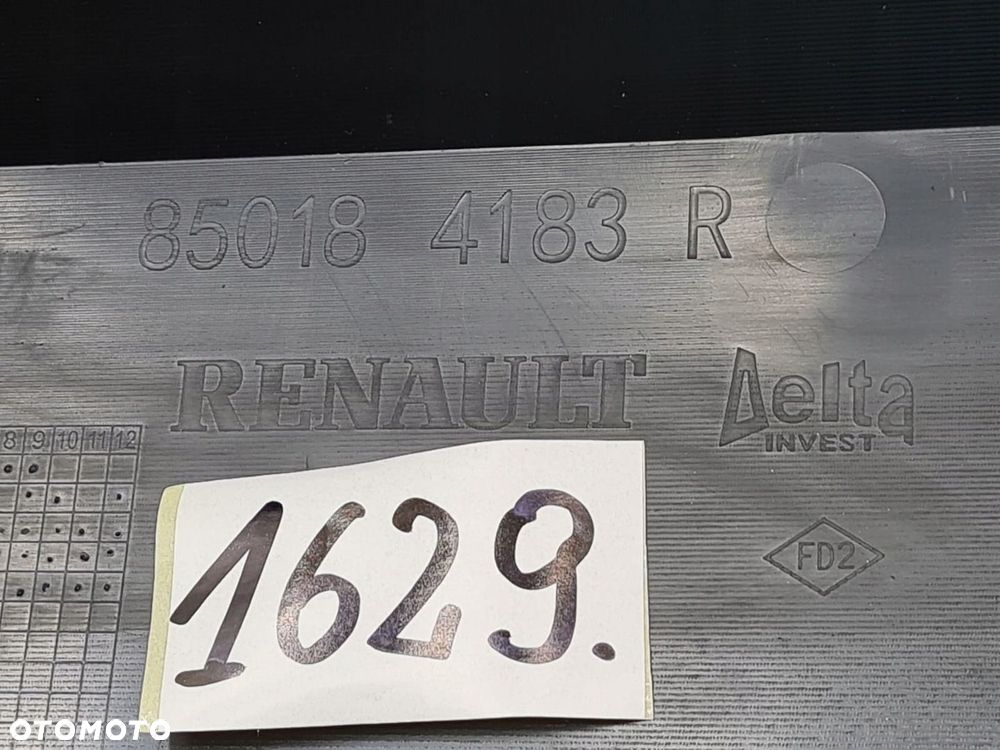 85018 4183 R
RENAULT
Delta
INVEST
8 9 10 11 12
1629.
FD2
OTOMOTO